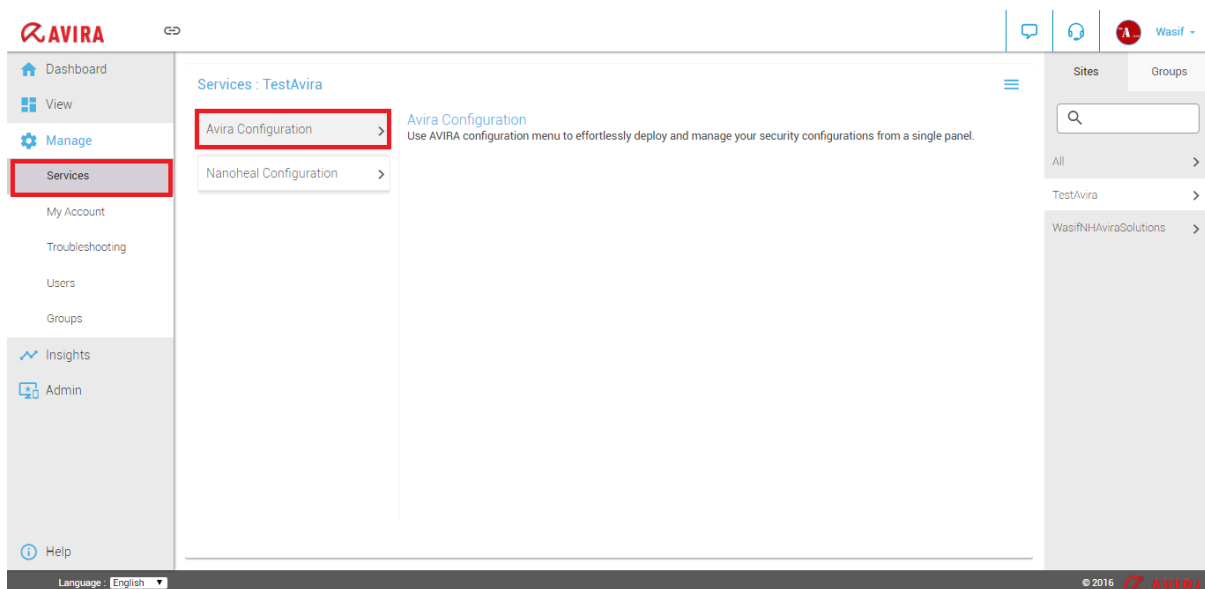 AVIRA
Wasif
Dashboard
View
Manage
Services
My Account
Troubleshooting
Users
Groups
Insights
Admin
Help
Services : TestAvira
Avira Configuration
Nanoheal Configuration
Avira Configuration
Use AVIRA configuration menu to effortlessly deploy and manage your security configurations from a single panel.
Sites Groups
All
TestAvira
WasifNHAviraSolutions
Language : English
© 2016 AVIRA